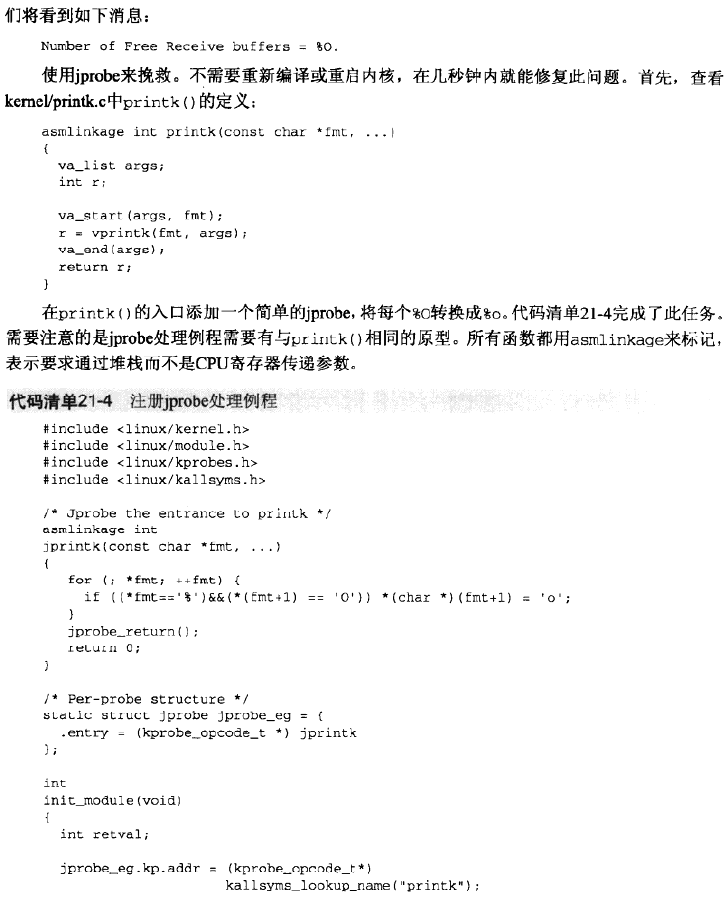 们将看到如下消息：
Number of Free Receive buffers = %O.
使用jprobe来挽救。不需要重新编译或重启内核，在几秒钟内就能修复此问题。首先，查看
kernel/printk.c中printk()的定义：
asmlinkage int printk(const char *fmt, ...)
{
va_list args;
int r;
va_start(args, fmt);
r = vprintk(fmt, args);
va_end(args);
return r;
}
在printk()的入口添加一个简单的jprobe，将每个%O转换成%o。代码清单21-4完成了此任务。
需要注意的是jprobe处理例程需要有与printk()相同的原型。所有函数都用asmlinkage来标记，
表示要求通过堆栈而不是CPU寄存器传递参数。
代码清单21-4 注册jprobe处理例程
#include <linux/kernel.h>
#include <linux/module.h>
#include <linux/kprobes.h>
#include <linux/kallsyms.h>
/* Jprobe the entrance to printk */
asmlinkage int
jprintk(const char *fmt, ...)
{
for (; *fmt; ++fmt) {
if ((*fmt=='%')&&(*(fmt+1) == 'O')) *(char *)(fmt+1) = 'o';
}
jprobe_return();
return 0;
}
/* Per-probe structure */
static struct jprobe jprobe_eg = {
.entry = (kprobe_opcode_t *) jprintk
};
int
init_module(void)
{
int retval;
jprobe_eg.kp.addr = (kprobe_opcode_t*)
kallsyms_lookup_name("printk");